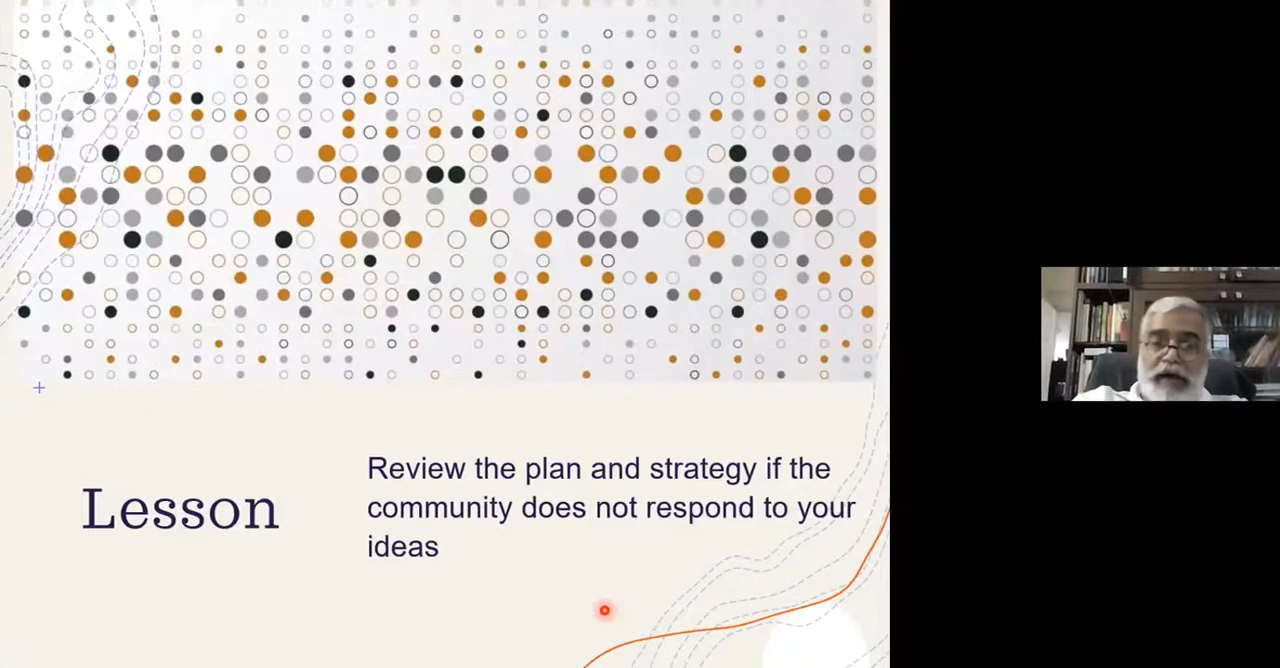 Lesson
Review the plan and strategy if the
community does not respond to your
ideas